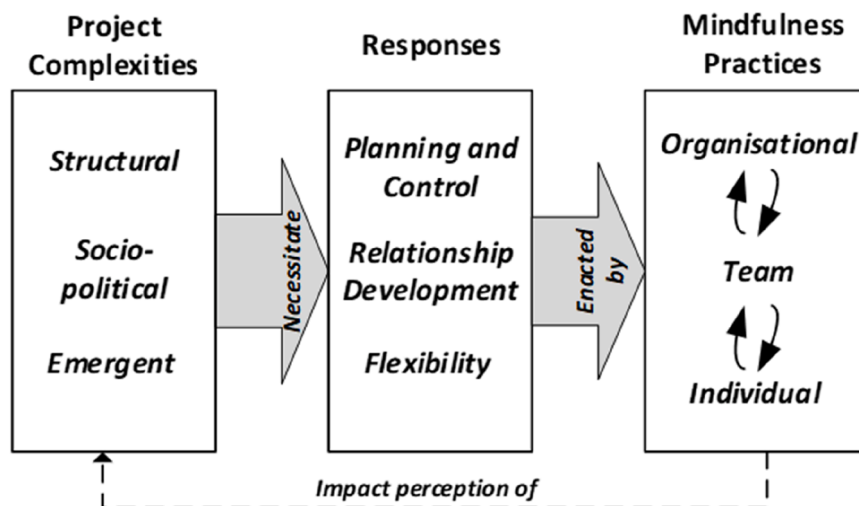 Project
Complexities
Structural
Socio-
political
Emergent
Necessitate
Responses
Planning and
Control
Relationship
Development
Flexibility
Enacted
by
Mindfulness
Practices
Organisational
Team
Individual
Impact perception of